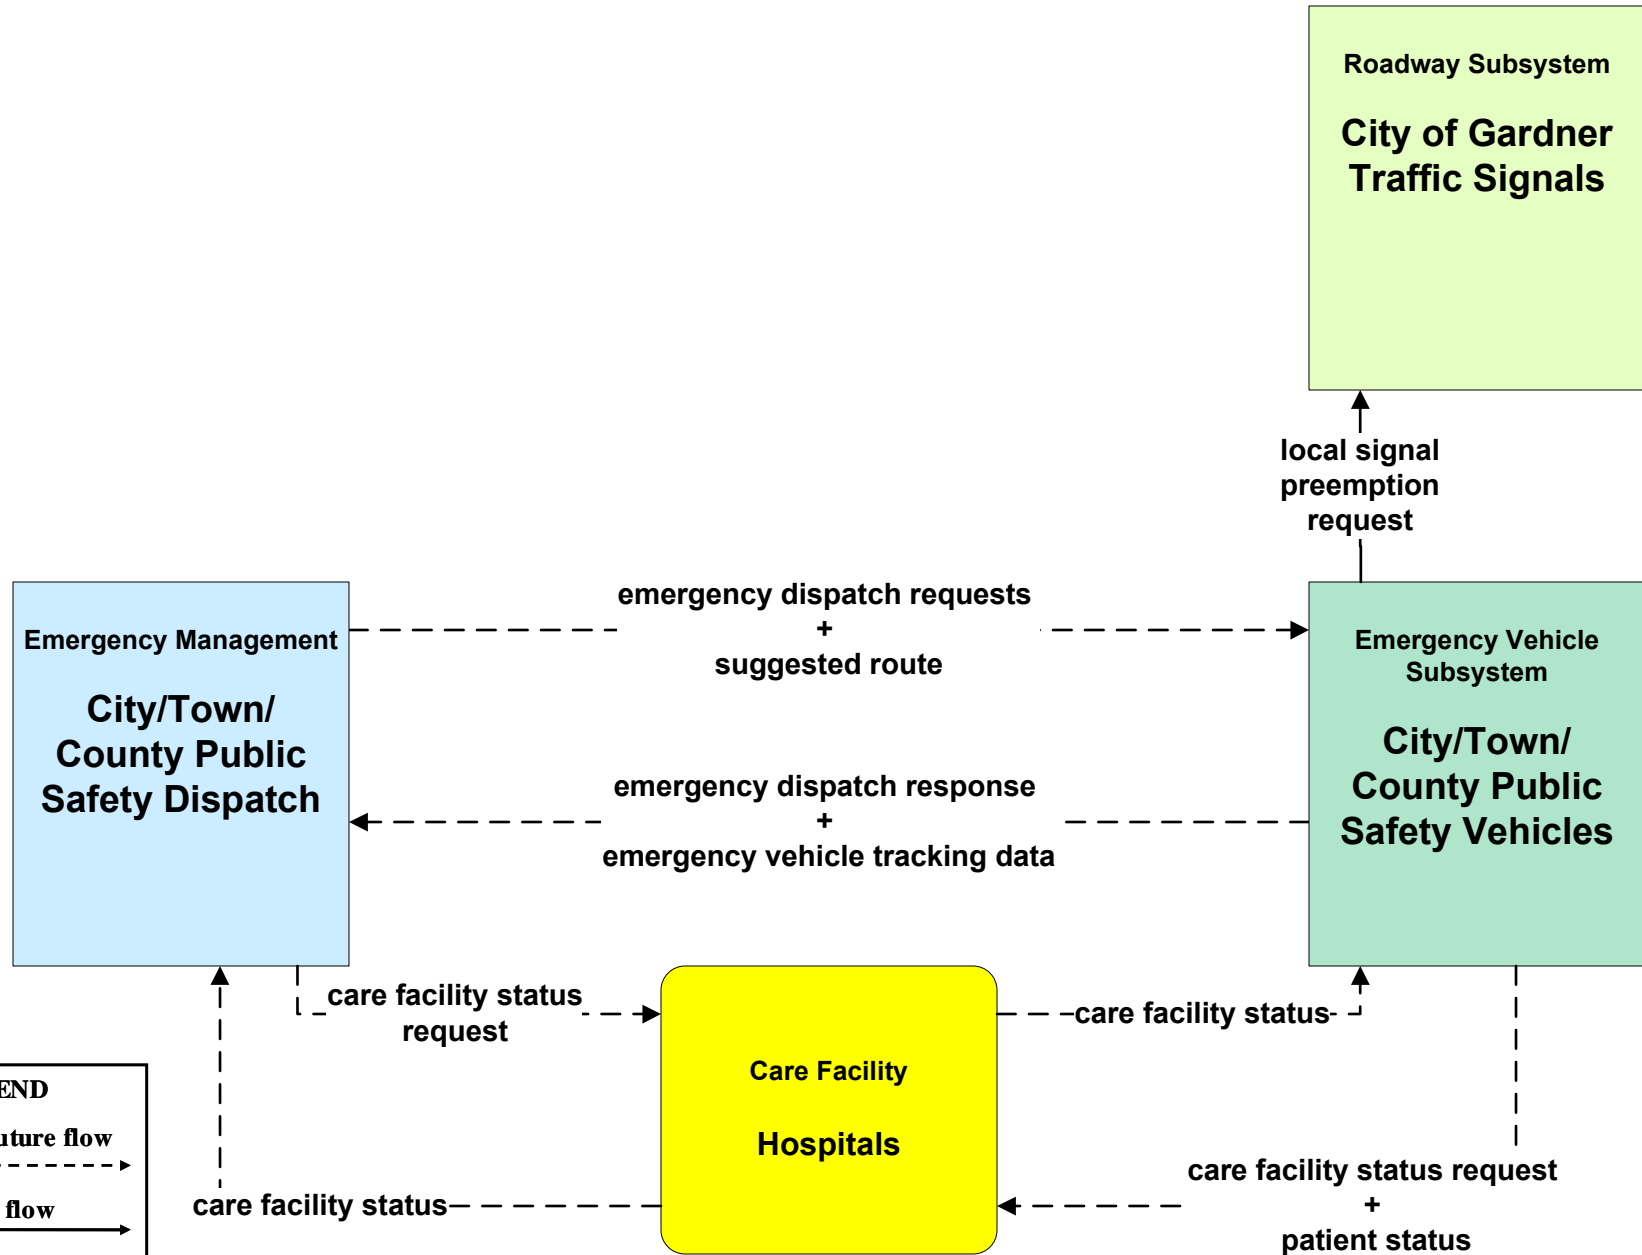 Roadway Subsystem
City of Gardner
Traffic Signals
local signal
preemption
request
emergency dispatch requests
+
suggested route
Emergency Management
City/Town/
County Public
Safety Dispatch
Emergency Vehicle
Subsystem
City/Town/
County Public
Safety Vehicles
emergency dispatch response
+
emergency vehicle tracking data
care facility status
request
care facility status
Care Facility
Hospitals
care facility status
care facility status request
+
patient status
END
uture flow
flow